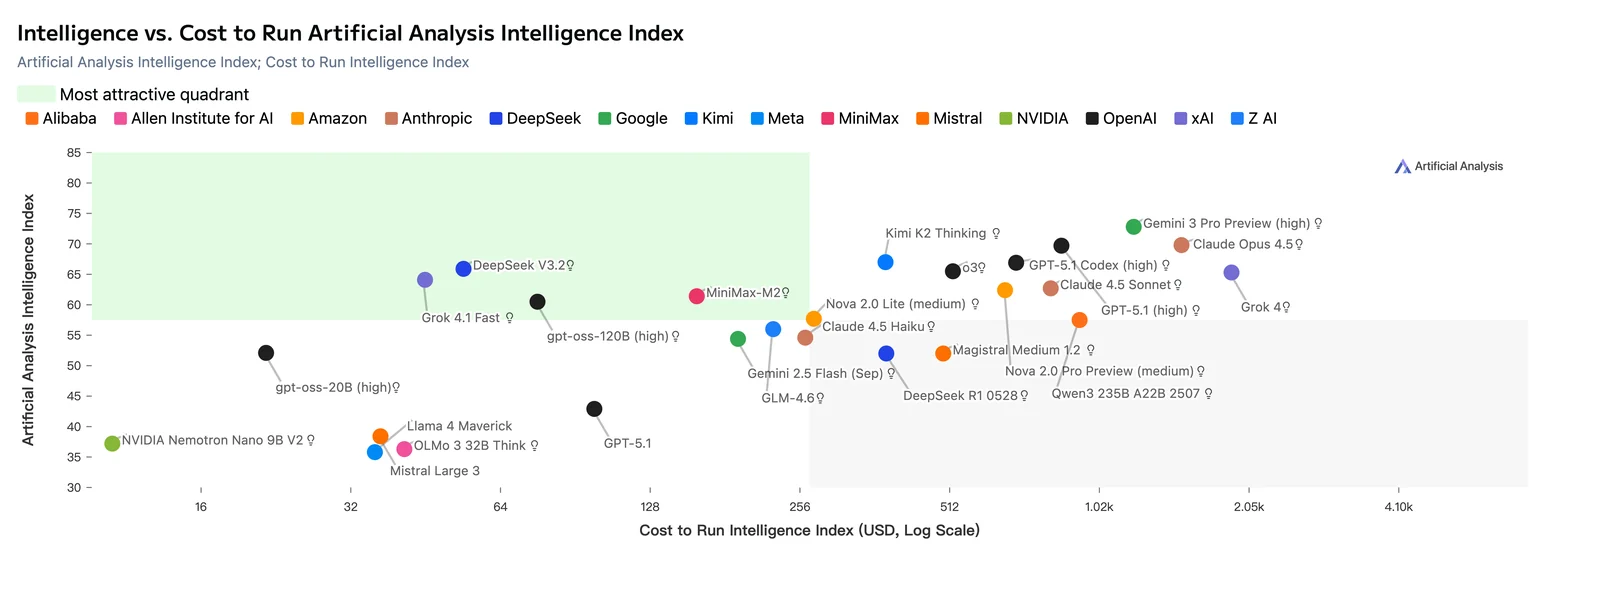 Intelligence vs. Cost to Run Artificial Analysis Intelligence Index
Artificial Analysis Intelligence Index; Cost to Run Intelligence Index
Most attractive quadrant
Alibaba Allen Institute for AI Amazon Anthropic DeepSeek Google Kimi Meta MiniMax Mistral NVIDIA OpenAI xAI Z AI
Artificial Analysis Intelligence Index
85
80
75
70
65
60
55
50
45
40
35
30
Artificial Analysis
Gemini 3 Pro Preview (high)
Kimi K2 Thinking
Claude Opus 4.5
DeepSeek V3.2
o3
GPT-5.1 Codex (high)
Claude 4.5 Sonnet
MiniMax-M2
Nova 2.0 Lite (medium)
Grok 4
GPT-5.1 (high)
Grok 4.1 Fast
Claude 4.5 Haiku
gpt-oss-120B (high)
Magistral Medium 1.2
Nova 2.0 Pro Preview (medium)
Gemini 2.5 Flash (Sep)
gpt-oss-20B (high)
Qwen3 235B A22B 2507
DeepSeek R1 0528
GLM-4.6
Llama 4 Maverick
NVIDIA Nemotron Nano 9B V2
GPT-5.1
OLMo 3 32B Think
Mistral Large 3
16 32 64 128 256 512 1.02k 2.05k 4.10k
Cost to Run Intelligence Index (USD, Log Scale)